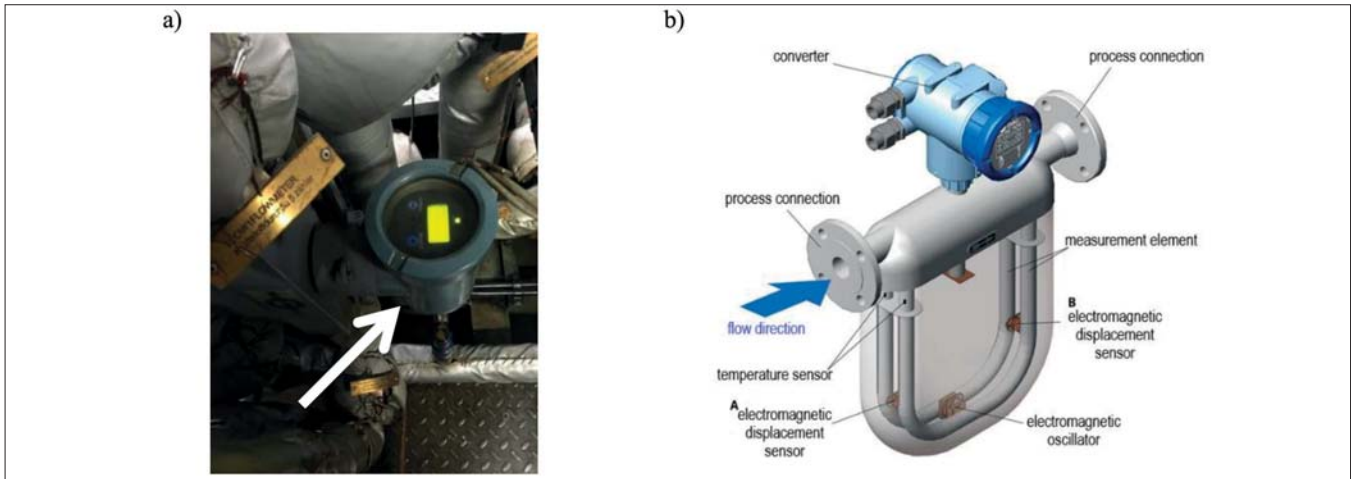 a)
b)
FLOWMETER
converter
process connection
process connection
measurement element
flow direction
B
electromagnetic
displacement
sensor
temperature sensor
A
electromagnetic
displacement
sensor
electromagnetic
oscillator